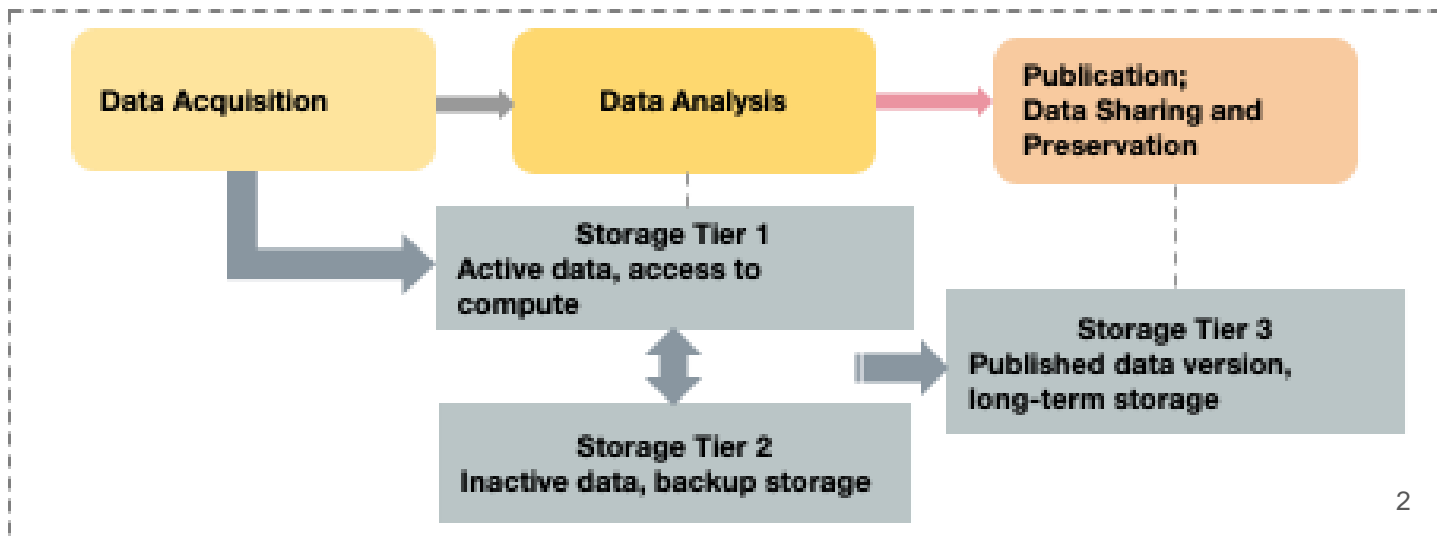 Data Acquisition
Data Analysis
Publication;
Data Sharing and
Preservation
Storage Tier 1
Active data, access to
compute
Storage Tier 3
Published data version,
long-term storage
Storage Tier 2
Inactive data, backup storage
2